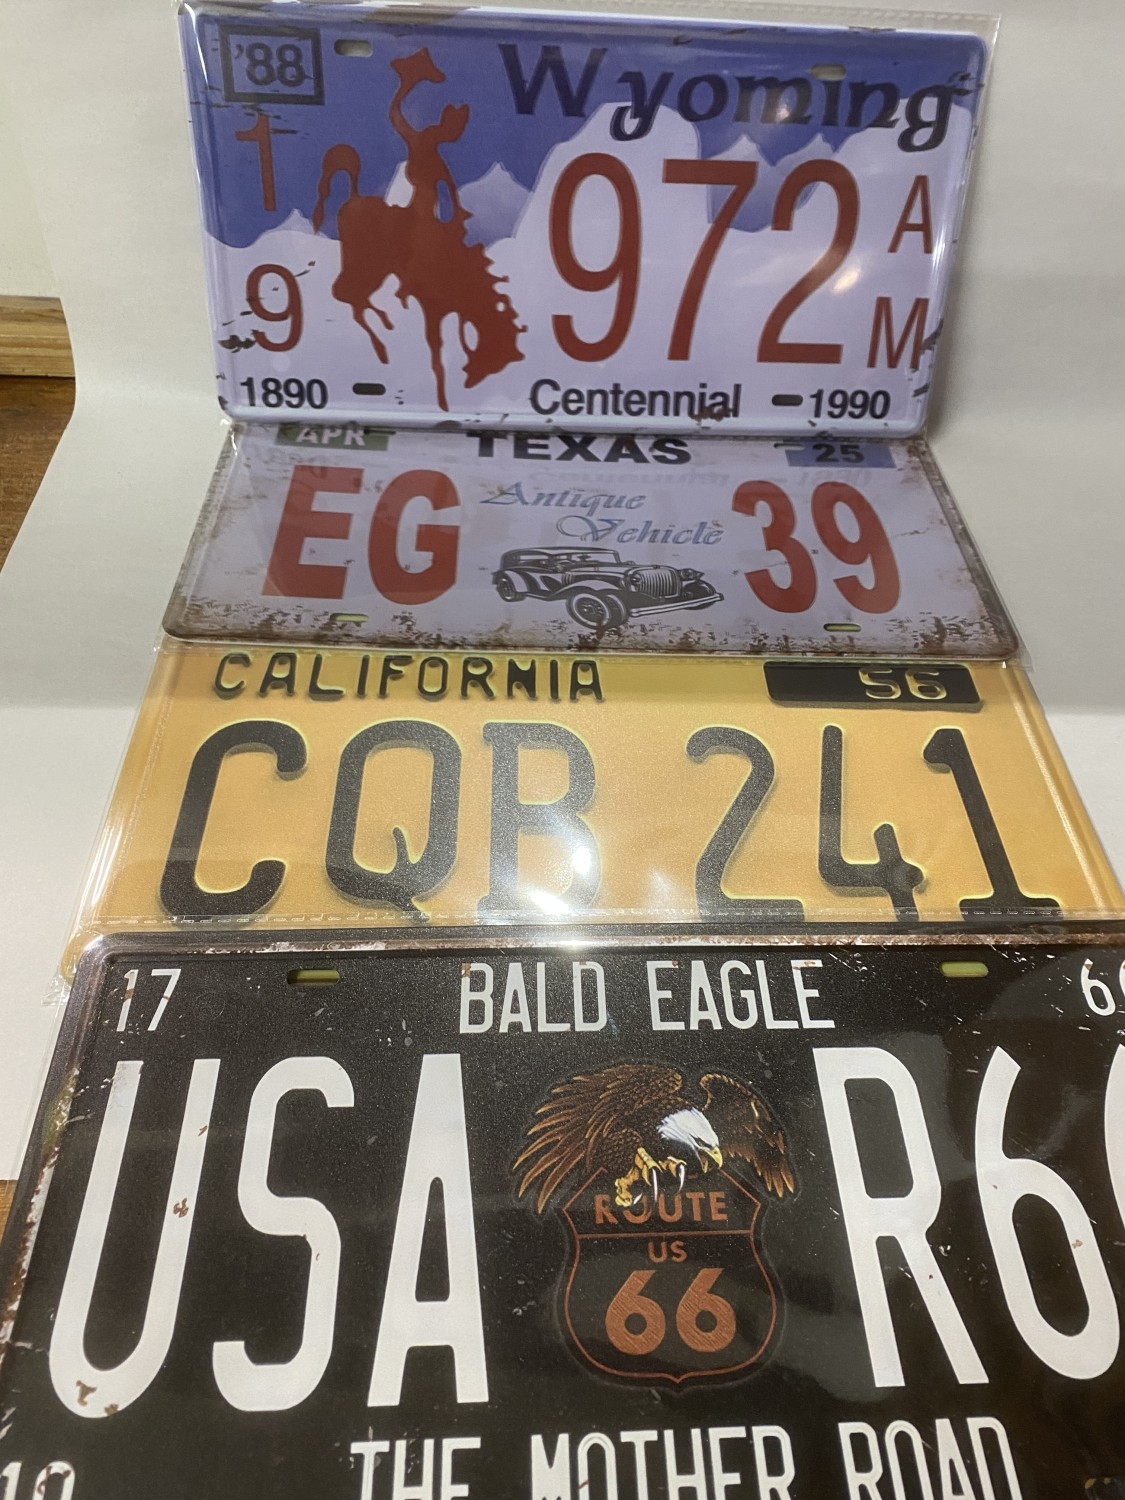 '88 Wyoming
1 972 A
9 M
1890 Centennial 1990
APR TEXAS 25
EG Antique 39
Vehicle
CALIFORNIA 56
CQB 241
17 BALD EAGLE
USA R6
ROUTE
US
66
THE MOTHER ROAD